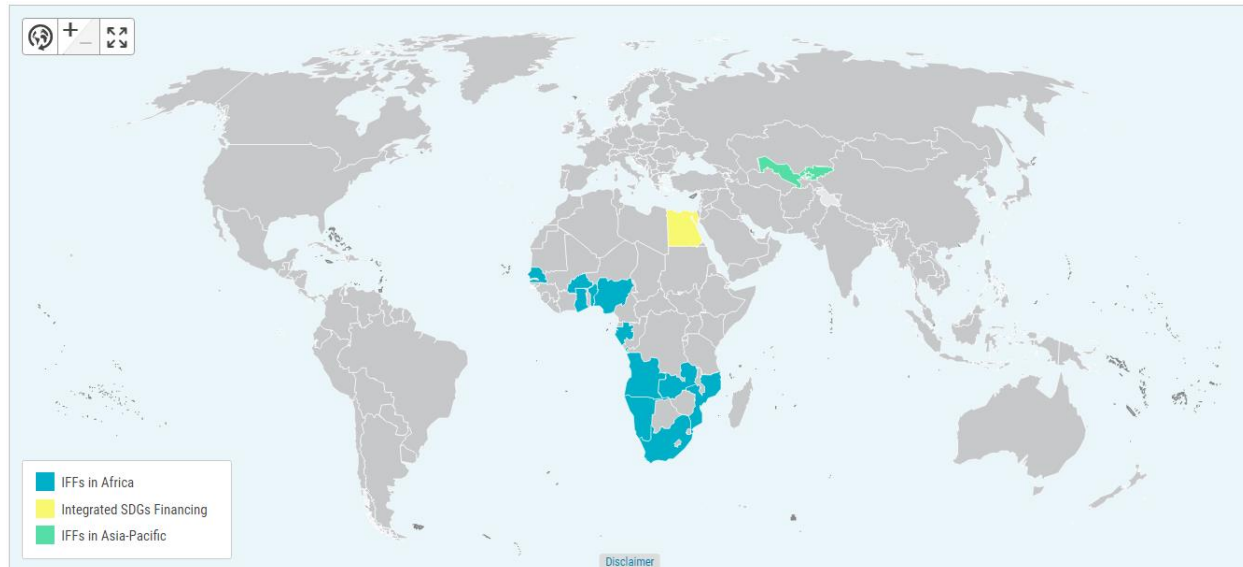 IFFs in Africa
Integrated SDGs Financing
IFFs in Asia-Pacific
Disclaimer